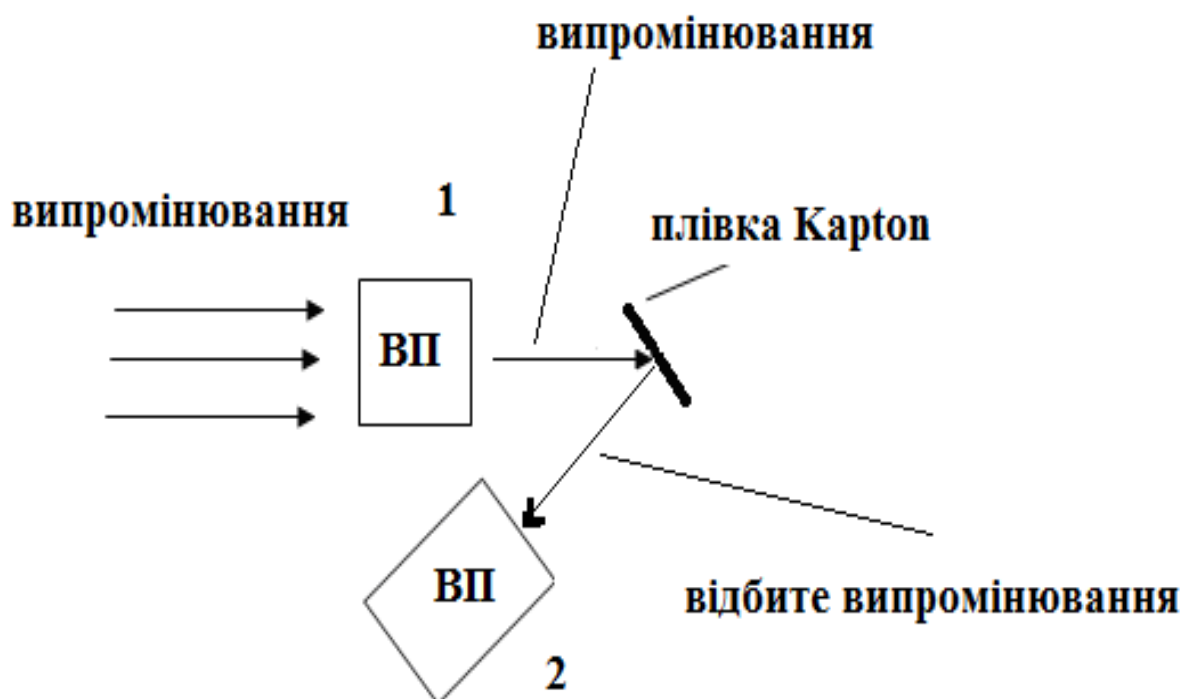 випромінювання
випромінювання
1
плівка Kapton
ВП
ВП
відбите випромінювання
2